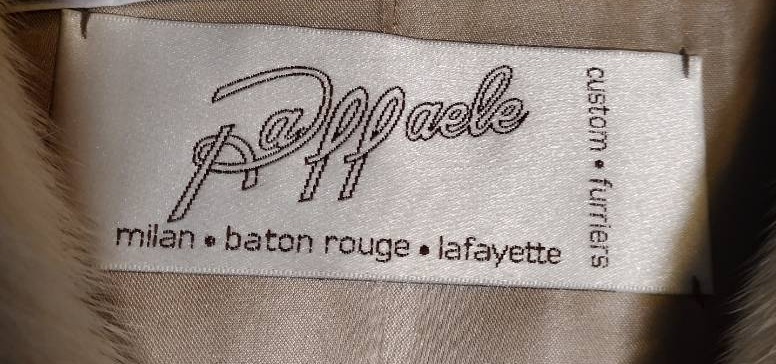 Raffaele
milan • baton rouge • lafayette
custom • furriers